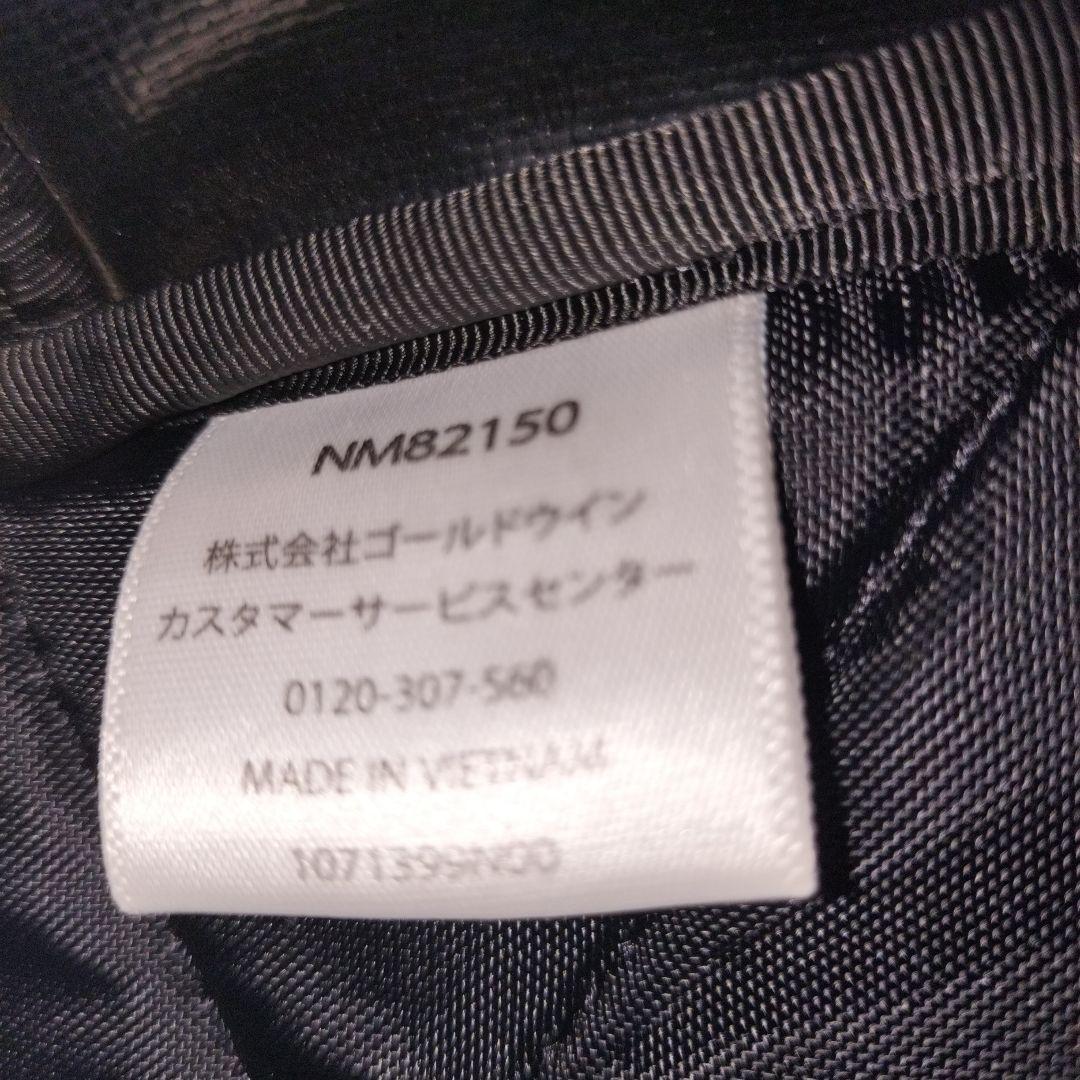 NM82150
株式会社ゴールドウイン
カスタマーサービスセンター
0120-307-560
MADE IN VIETNAM
1071399N00